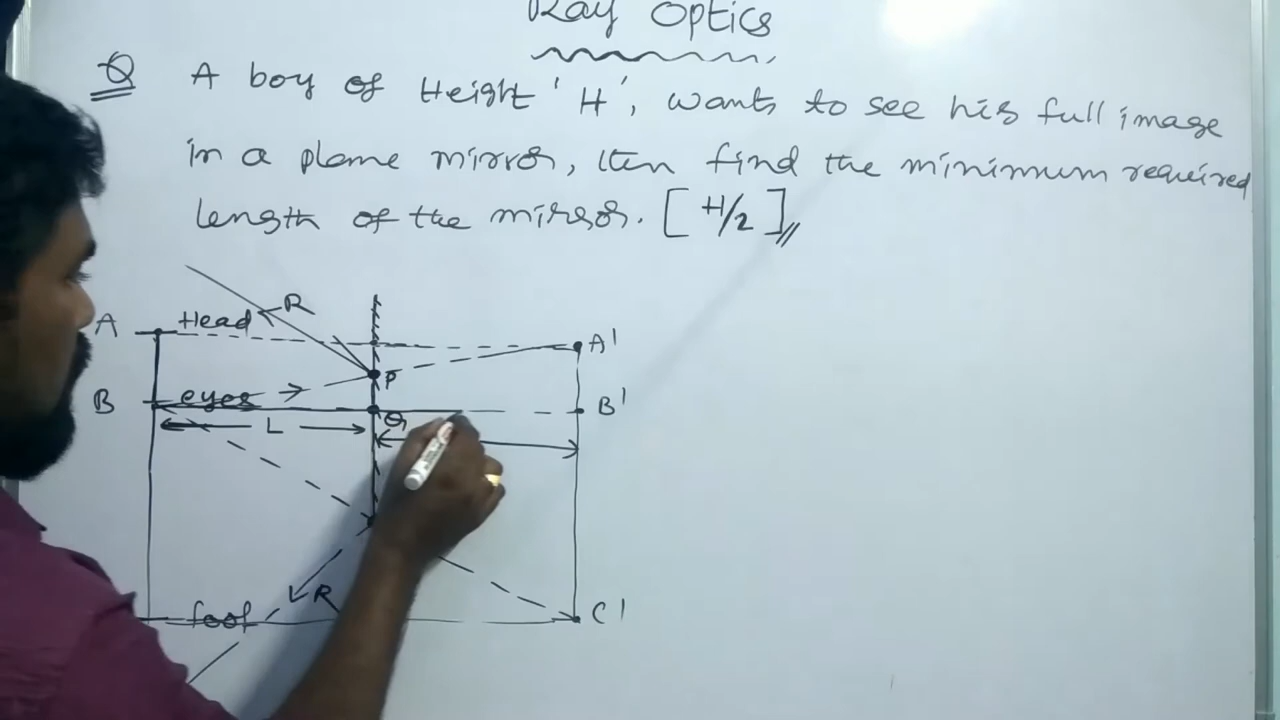 Ray Optics
Q A boy of Height 'H', wants to see his full image
in a plane mirror, then find the minimum required
length of the mirror. [H/2]
R
A Head A'
P
B eyes B'
Q
L
R
foot C'